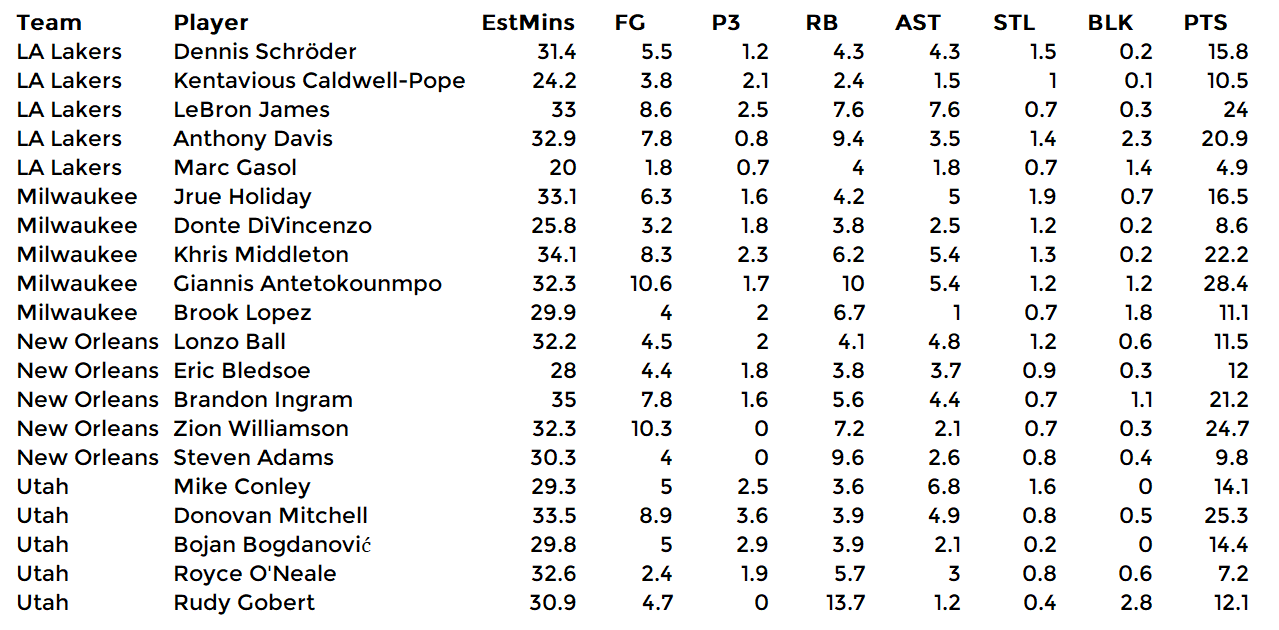 Team Player EstMins FG P3 RB AST STL BLK PTS
LA Lakers Dennis Schröder 31.4 5.5 1.2 4.3 4.3 1.5 0.2 15.8
LA Lakers Kentavious Caldwell-Pope 24.2 3.8 2.1 2.4 1.5 1 0.1 10.5
LA Lakers LeBron James 33 8.6 2.5 7.6 7.6 0.7 0.3 24
LA Lakers Anthony Davis 32.9 7.8 0.8 9.4 3.5 1.4 2.3 20.9
LA Lakers Marc Gasol 20 1.8 0.7 4 1.8 0.7 1.4 4.9
Milwaukee Jrue Holiday 33.1 6.3 1.6 4.2 5 1.9 0.7 16.5
Milwaukee Donte DiVincenzo 25.8 3.2 1.8 3.8 2.5 1.2 0.2 8.6
Milwaukee Khris Middleton 34.1 8.3 2.3 6.2 5.4 1.3 0.2 22.2
Milwaukee Giannis Antetokounmpo 32.3 10.6 1.7 10 5.4 1.2 1.2 28.4
Milwaukee Brook Lopez 29.9 4 2 6.7 1 0.7 1.8 11.1
New Orleans Lonzo Ball 32.2 4.5 2 4.1 4.8 1.2 0.6 11.5
New Orleans Eric Bledsoe 28 4.4 1.8 3.8 3.7 0.9 0.3 12
New Orleans Brandon Ingram 35 7.8 1.6 5.6 4.4 0.7 1.1 21.2
New Orleans Zion Williamson 32.3 10.3 0 7.2 2.1 0.7 0.3 24.7
New Orleans Steven Adams 30.3 4 0 9.6 2.6 0.8 0.4 9.8
Utah Mike Conley 29.3 5 2.5 3.6 6.8 1.6 0 14.1
Utah Donovan Mitchell 33.5 8.9 3.6 3.9 4.9 0.8 0.5 25.3
Utah Bojan Bogdanović 29.8 5 2.9 3.9 2.1 0.2 0 14.4
Utah Royce O'Neale 32.6 2.4 1.9 5.7 3 0.8 0.6 7.2
Utah Rudy Gobert 30.9 4.7 0 13.7 1.2 0.4 2.8 12.1